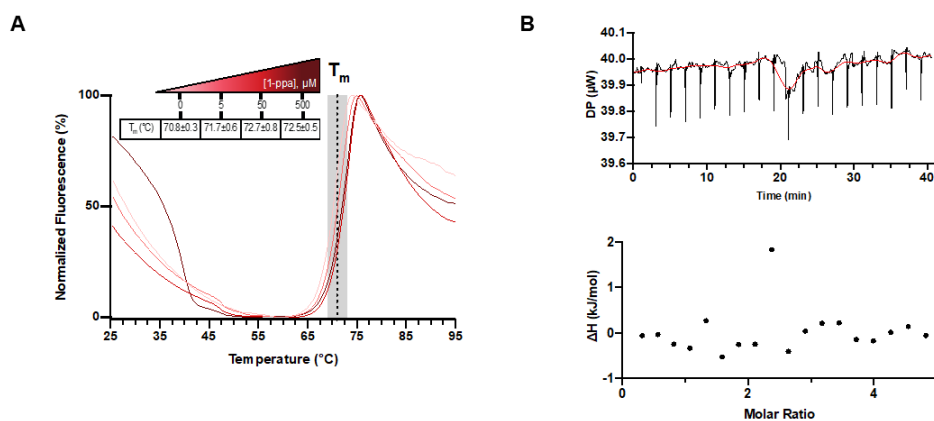 A
[1-ppa], µM
Tm
0 5 50 500
Tm (°C) 70.8±0.3 71.7±0.6 72.7±0.8 72.5±0.5
Normalized Fluorescence (%)
100
50
0
25 35 45 55 65 75 85 95
Temperature (°C)
B
DP (µW)
40.1
40.0
39.9
39.8
39.7
39.6
0 10 20 30 40
Time (min)
ΔH (kJ/mol)
2
1
0
-1
0 2 4
Molar Ratio